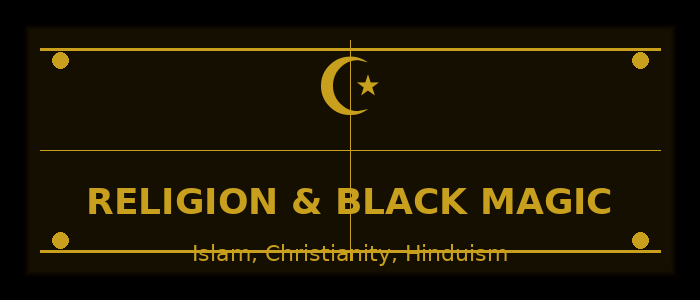 RELIGION & BLACK MAGIC
Islam, Christianity, Hinduism